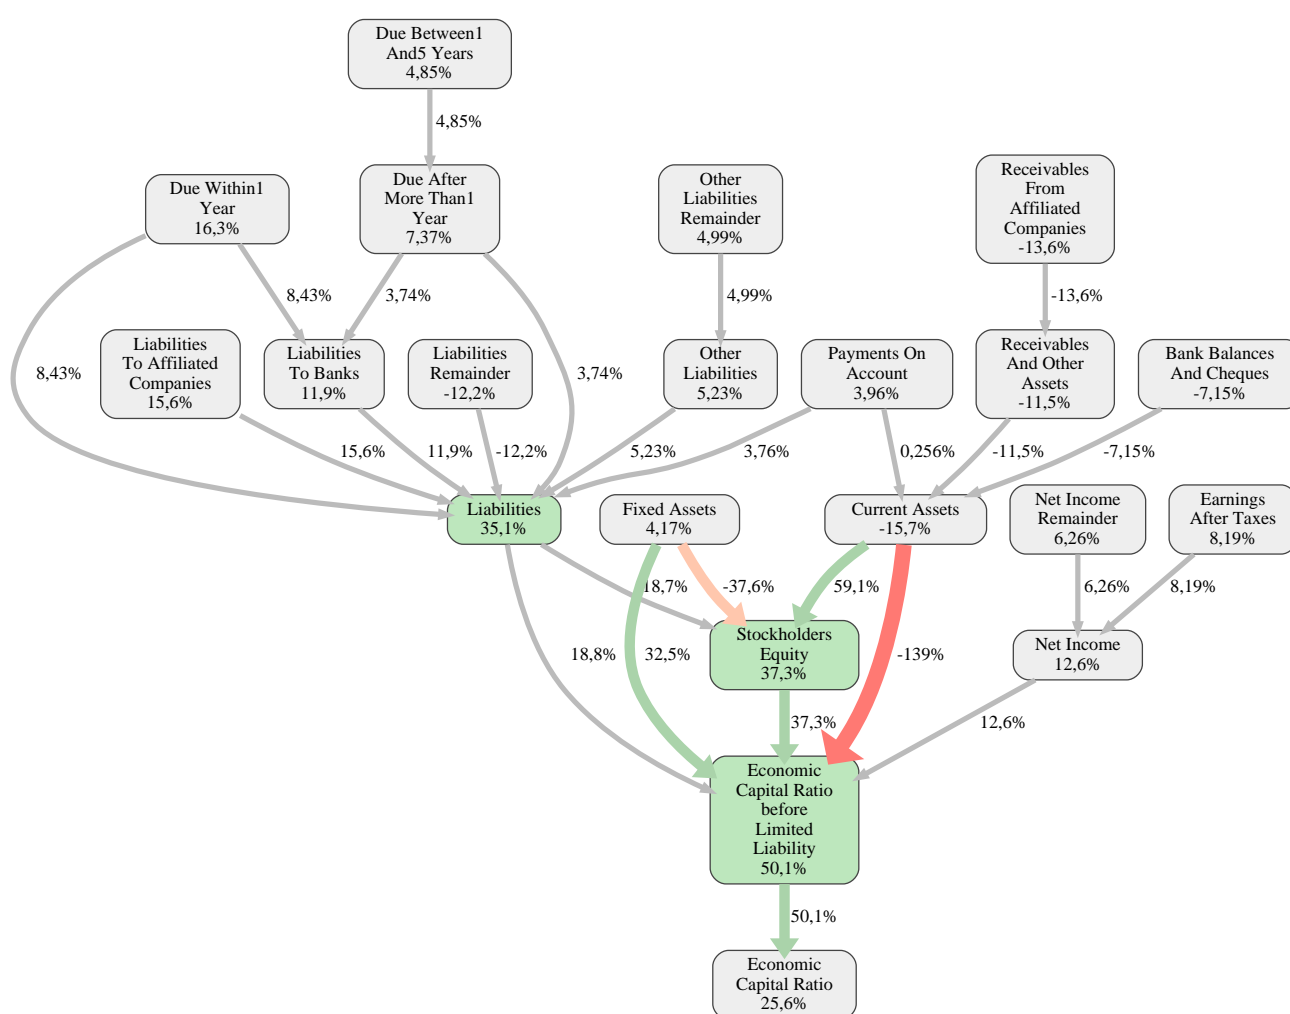 Due Between1
And5 Years
4,85%
4,85%
Due Within1
Year
16,3%
Due After
More Than1
Year
7,37%
Other
Liabilities
Remainder
4,99%
Receivables
From
Affiliated
Companies
-13,6%
8,43%
3,74%
4,99%
-13,6%
8,43%
Liabilities
To Affiliated
Companies
15,6%
Liabilities
To Banks
11,9%
Liabilities
Remainder
-12,2%
3,74%
Other
Liabilities
5,23%
Payments On
Account
3,96%
Receivables
And Other
Assets
-11,5%
Bank Balances
And Cheques
-7,15%
15,6%
11,9%
-12,2%
5,23%
3,76%
0,256%
-11,5%
-7,15%
Liabilities
35,1%
Fixed Assets
4,17%
Current Assets
-15,7%
Net Income
Remainder
6,26%
Earnings
After Taxes
8,19%
18,7%
-37,6%
59,1%
6,26%
8,19%
18,8%
32,5%
Stockholders
Equity
37,3%
-139%
Net Income
12,6%
37,3%
12,6%
Economic
Capital Ratio
before
Limited
Liability
50,1%
50,1%
Economic
Capital Ratio
25,6%